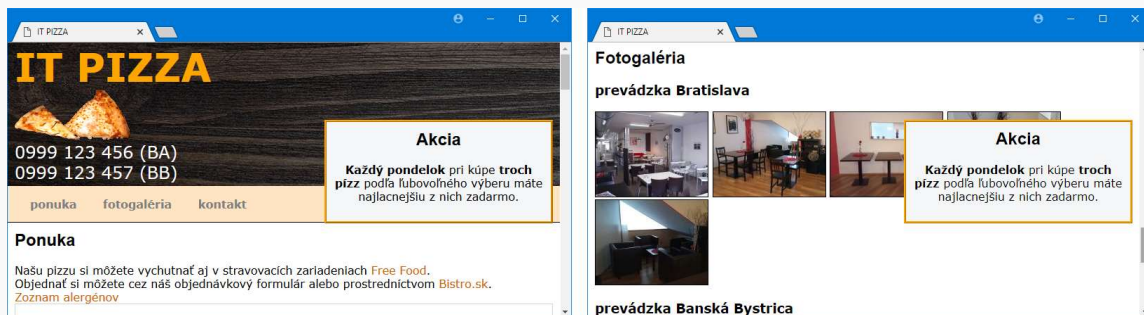 IT PIZZA
IT PIZZA
0999 123 456 (BA)
0999 123 457 (BB)
Akcia
Každý pondelok pri kúpe troch
pízz podľa ľubovoľného výberu máte
najlacnejšiu z nich zadarmo.
ponuka fotogaléria kontakt
Ponuka
Našu pizzu si môžete vychutnať aj v stravovacích zariadeniach Free Food.
Objednať si môžete cez náš objednávkový formulár alebo prostredníctvom Bistro.sk.
Zoznam alergénov
IT PIZZA
Fotogaléria
prevádzka Bratislava
Akcia
Každý pondelok pri kúpe troch
pízz podľa ľubovoľného výberu máte
najlacnejšiu z nich zadarmo.
prevádzka Banská Bystrica